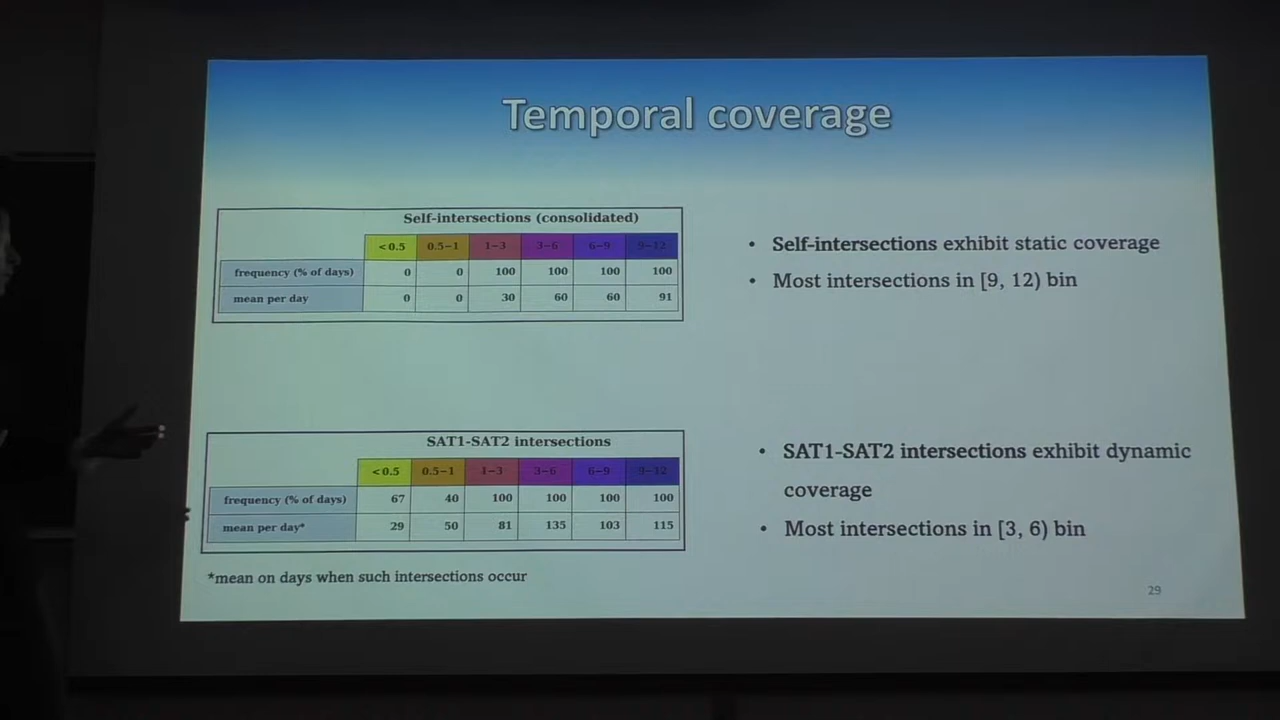 Temporal coverage
Self-intersections (consolidated)
<0.5 0.5-1 1-3 3-6 6-9 9-12
frequency (% of days) 0 0 100 100 100 100
mean per day 0 0 30 60 60 91
• Self-intersections exhibit static coverage
• Most intersections in [9, 12) bin
SAT1-SAT2 intersections
<0.5 0.5-1 1-3 3-6 6-9 9-12
frequency (% of days) 67 40 100 100 100 100
mean per day* 29 50 81 135 103 115
*mean on days when such intersections occur
• SAT1-SAT2 intersections exhibit dynamic
coverage
• Most intersections in [3, 6) bin
29